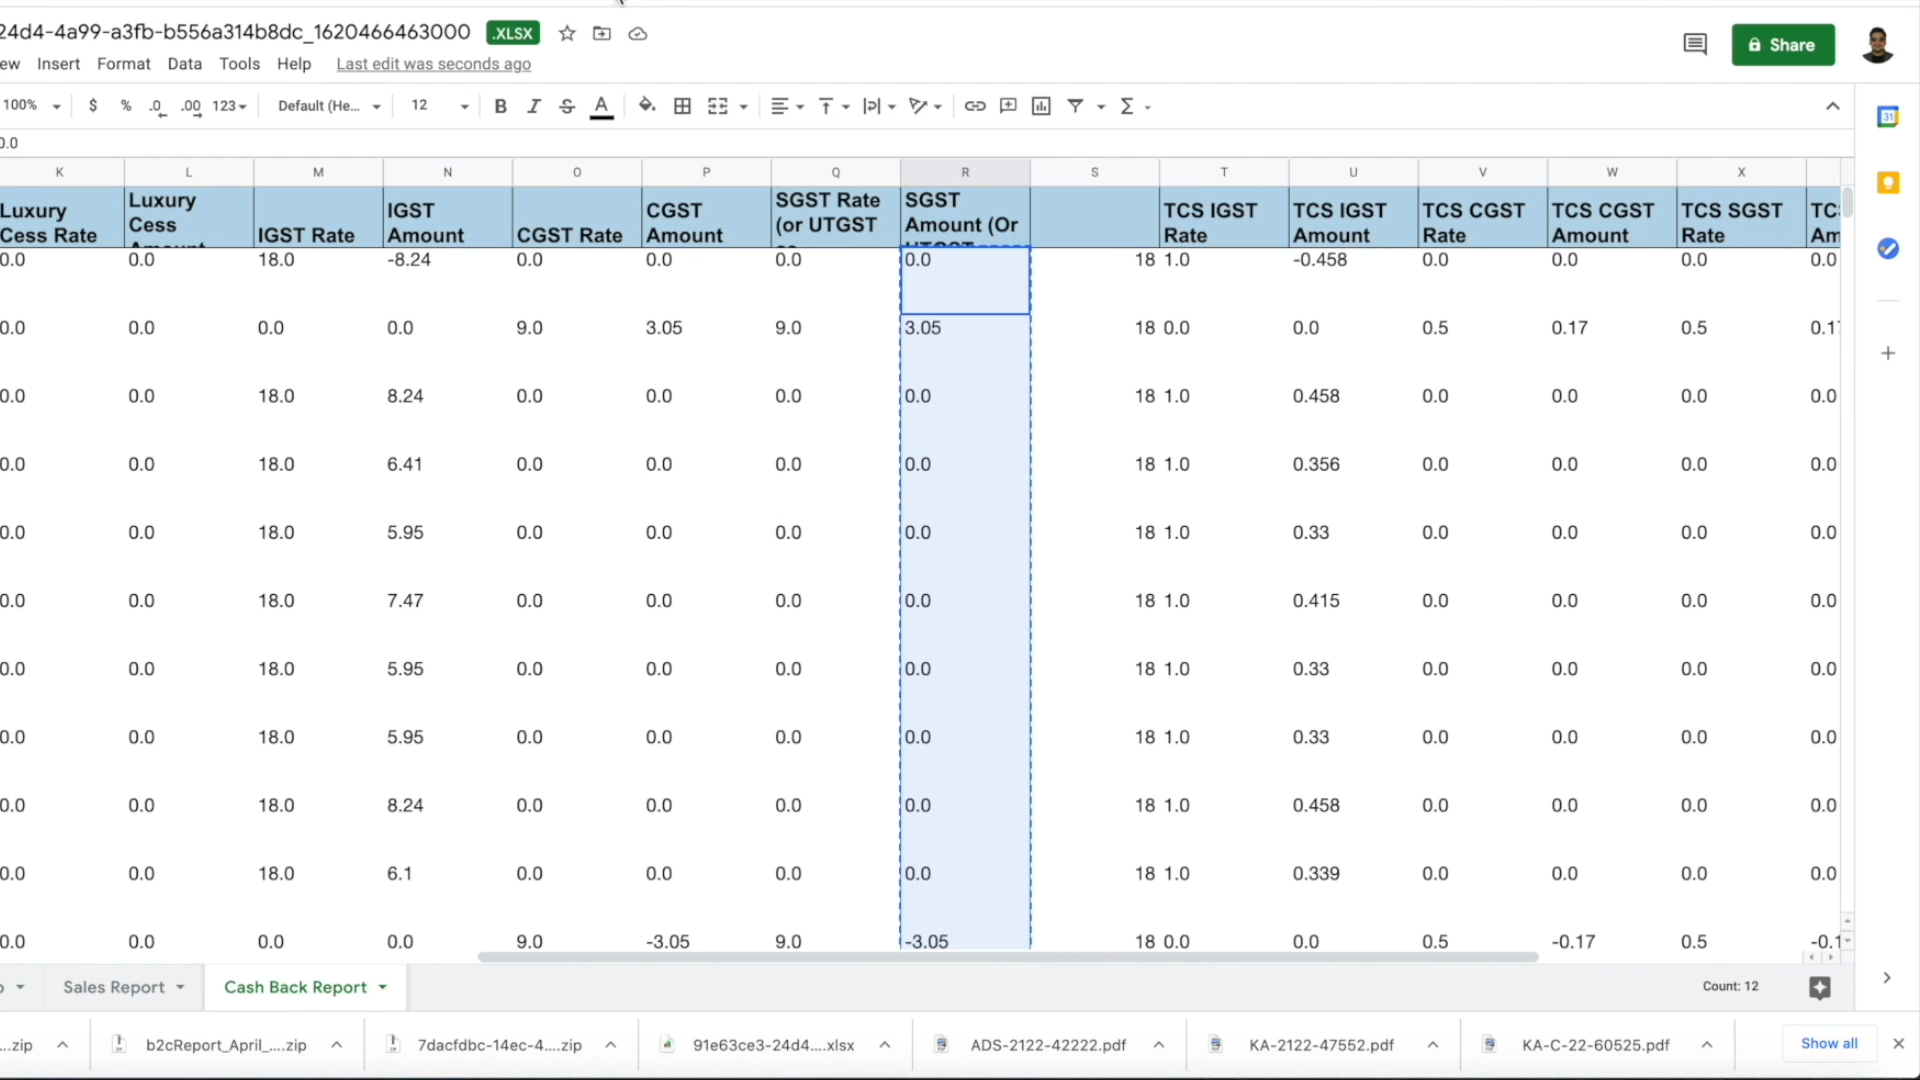 24d4-4a99-a3fb-b556a314b8dc_1620466463000 .XLSX
Share
ew Insert Format Data Tools Help Last edit was seconds ago
100% $ % .0 .00 123 Default (He... 12 B I S A Σ
0.0
K L M N O P Q R S T U V W X
Luxury Cess Rate
Luxury Cess
IGST Rate
IGST Amount
CGST Rate
CGST Amount
SGST Rate (or UTGST
SGST Amount (Or
TCS IGST Rate
TCS IGST Amount
TCS CGST Rate
TCS CGST Amount
TCS SGST Rate
0.0 0.0 18.0 -8.24 0.0 0.0 0.0 0.0 18 1.0 -0.458 0.0 0.0 0.0 0.0
0.0 0.0 0.0 0.0 9.0 3.05 9.0 3.05 18 0.0 0.0 0.5 0.17 0.5 0.17
0.0 0.0 18.0 8.24 0.0 0.0 0.0 0.0 18 1.0 0.458 0.0 0.0 0.0 0.0
0.0 0.0 18.0 6.41 0.0 0.0 0.0 0.0 18 1.0 0.356 0.0 0.0 0.0 0.0
0.0 0.0 18.0 5.95 0.0 0.0 0.0 0.0 18 1.0 0.33 0.0 0.0 0.0 0.0
0.0 0.0 18.0 7.47 0.0 0.0 0.0 0.0 18 1.0 0.415 0.0 0.0 0.0 0.0
0.0 0.0 18.0 5.95 0.0 0.0 0.0 0.0 18 1.0 0.33 0.0 0.0 0.0 0.0
0.0 0.0 18.0 5.95 0.0 0.0 0.0 0.0 18 1.0 0.33 0.0 0.0 0.0 0.0
0.0 0.0 18.0 8.24 0.0 0.0 0.0 0.0 18 1.0 0.458 0.0 0.0 0.0 0.0
0.0 0.0 18.0 6.1 0.0 0.0 0.0 0.0 18 1.0 0.339 0.0 0.0 0.0 0.0
0.0 0.0 0.0 0.0 9.0 -3.05 9.0 -3.05 18 0.0 0.0 0.5 -0.17 0.5
Sales Report Cash Back Report Count: 12
...zip b2cReport_April_....zip 7dacfdbc-14ec-4....zip 91e63ce3-24d4....xlsx ADS-2122-42222.pdf KA-2122-47552.pdf KA-C-22-60525.pdf Show all